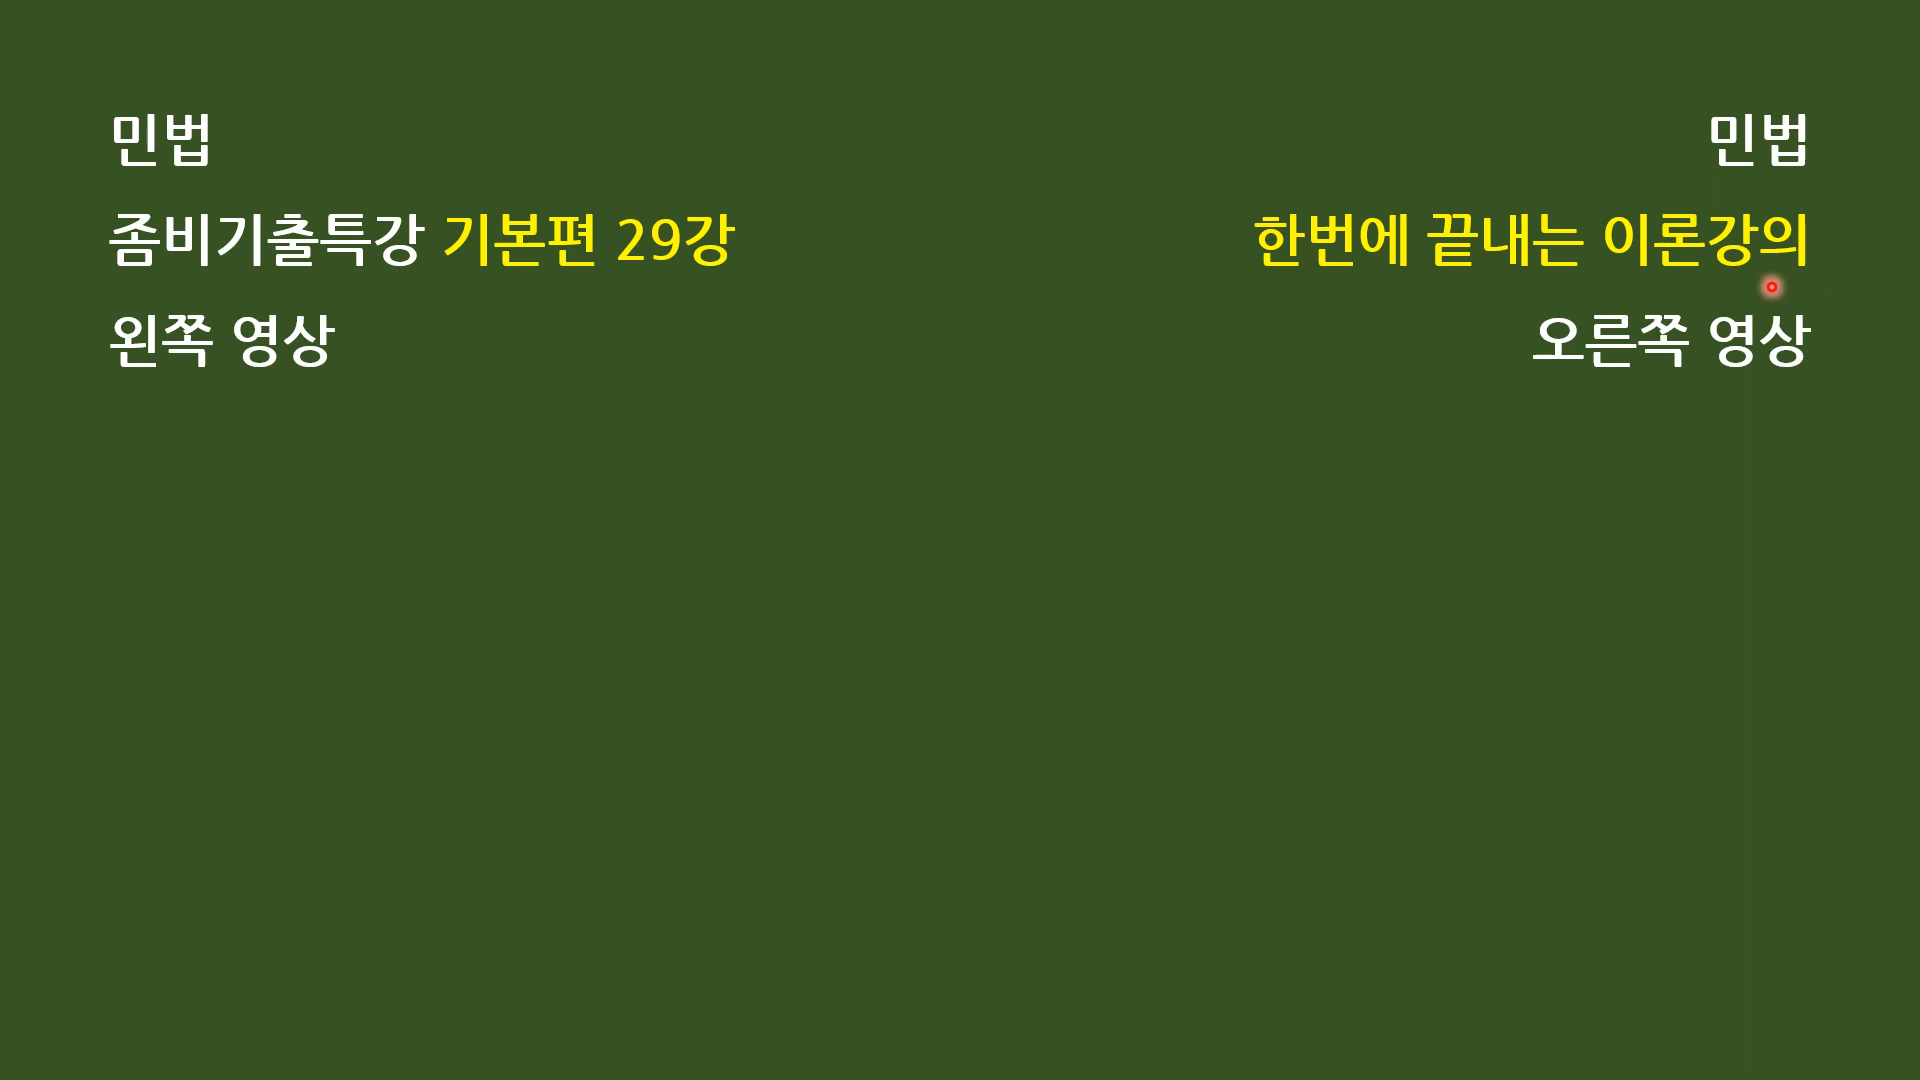 민법
좀비기출특강 기본편 29강
왼쪽 영상
민법
한번에 끝내는 이론강의
오른쪽 영상